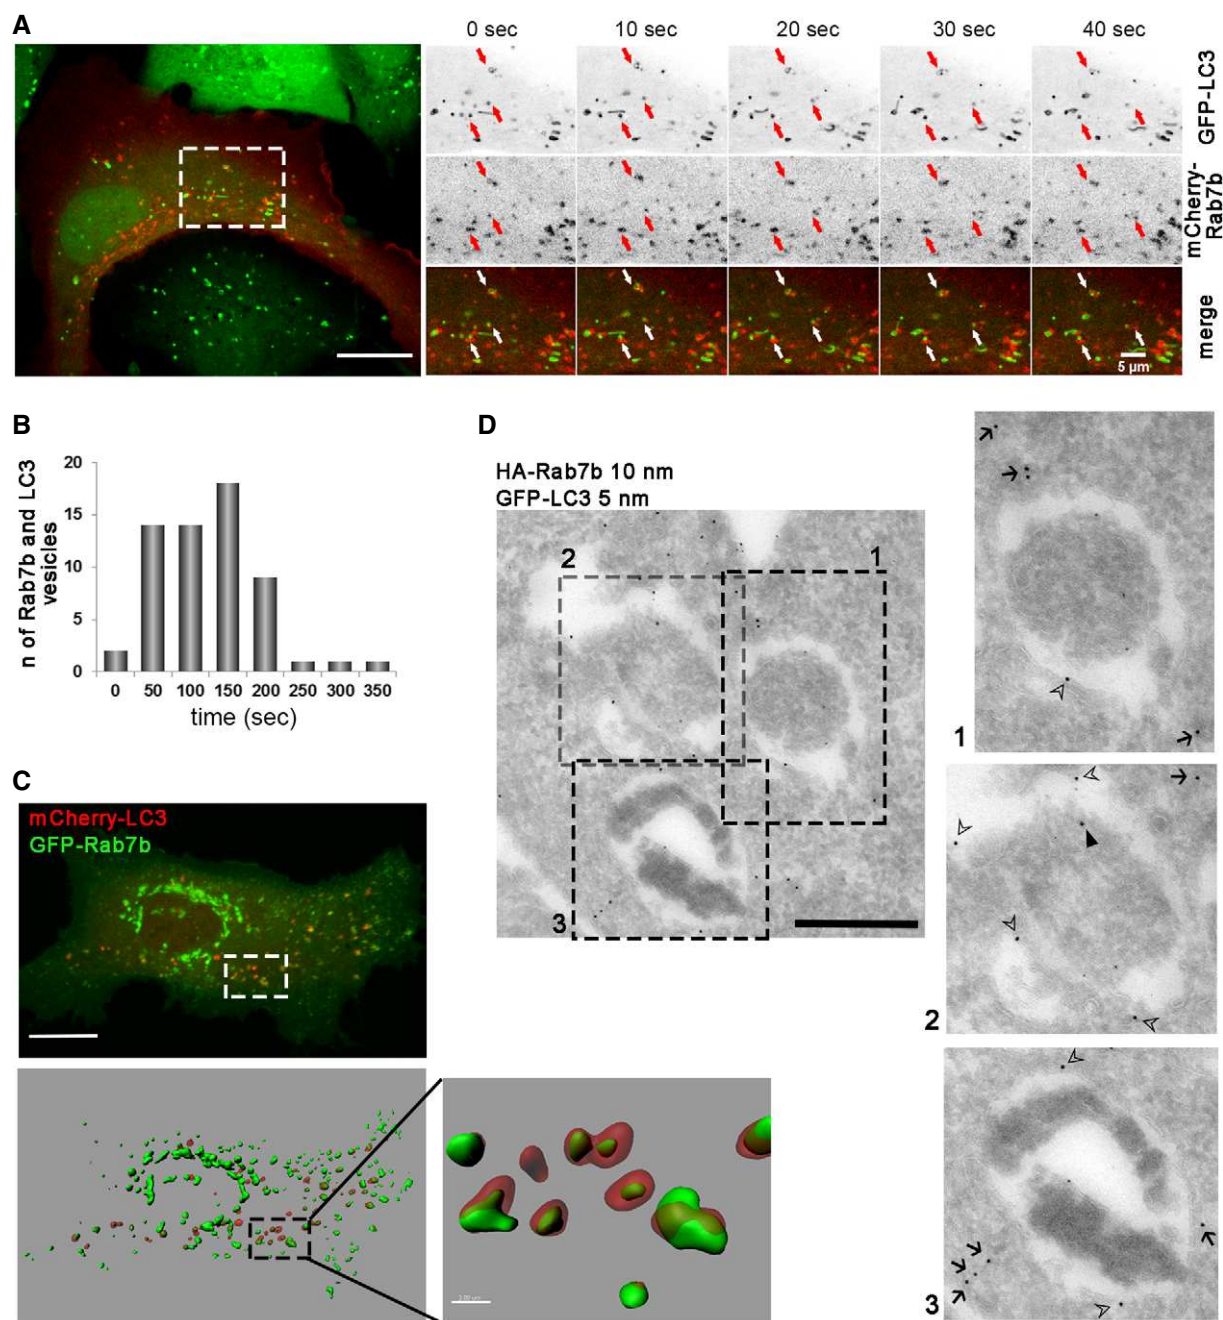 A
0 sec 10 sec 20 sec 30 sec 40 sec
GFP-LC3
mCherry-
Rab7b
merge
5 µm
B
n of Rab7b and LC3
vesicles
20
15
10
5
0
0 50 100 150 200 250 300 350
time (sec)
C
mCherry-LC3
GFP-Rab7b
D
HA-Rab7b 10 nm
GFP-LC3 5 nm
2
1
3
1
2
3